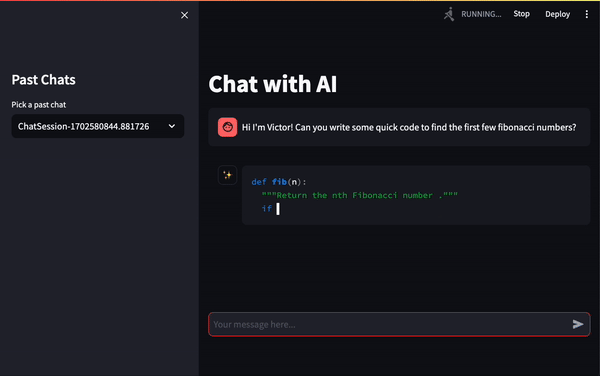 RUNNING...
Stop
Deploy
Past Chats
Pick a past chat
ChatSession-1702580844.881726
Chat with AI
Hi I'm Victor! Can you write some quick code to find the first few fibonacci numbers?
def fib(n):
"""Return the nth Fibonacci number ."""
if
Your message here...